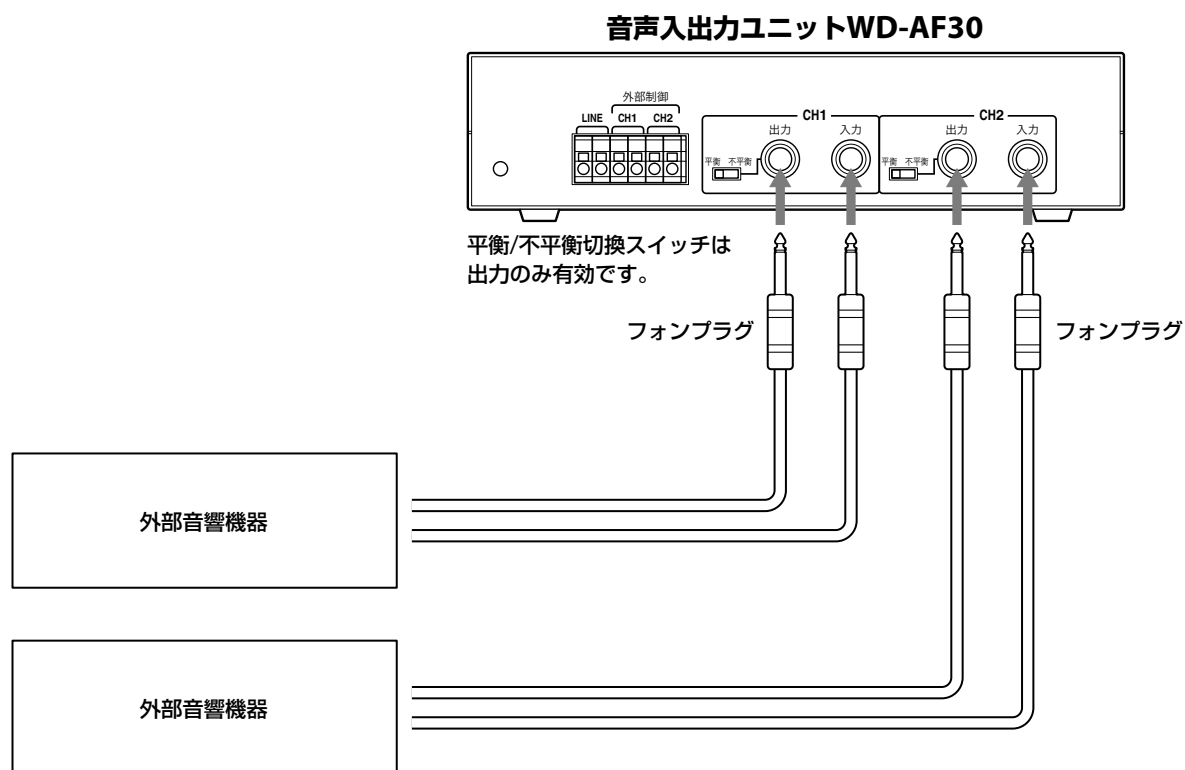 音声入出力ユニットWD-AF30
外部制御
LINE CH1 CH2
CH1
出力 入力
平衡 不平衡
CH2
出力 入力
平衡 不平衡
平衡/不平衡切換スイッチは
出力のみ有効です。
フォンプラグ
フォンプラグ
外部音響機器
外部音響機器